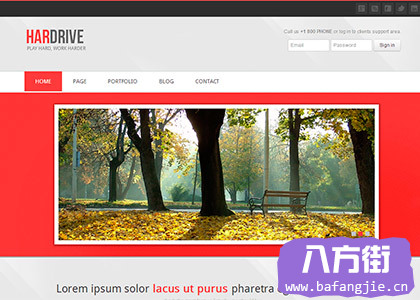 Call us +1 800 PHONE or log in to clients support area
HARDRIVE
PLAY HARD, WORK HARDER
Email
Password
Sign in
HOME
PAGE
PORTFOLIO
BLOG
CONTACT
Lorem ipsum solor lacus ut purus pharetra
八方街
www.bafangjie.cn